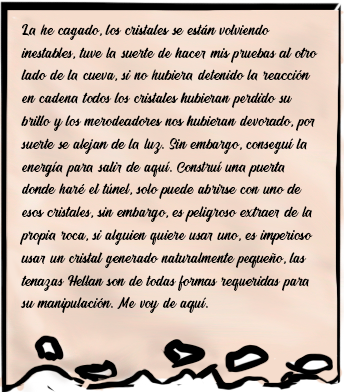 La he cagado, los cristales se están volviendo
inestables, tuve la suerte de hacer mis pruebas al otro
lado de la cueva, si no hubiera detenido la reacción
en cadena todos los cristales hubieran perdido su
brillo y los merodeadores nos hubieran devorado, por
suerte se alejan de la luz. Sin embargo, conseguí la
energía para salir de aquí. Construí una puerta
donde haré el túnel, solo puede abrirse con uno de
esos cristales, sin embargo, es peligroso extraer de la
propia roca, si alguien quiere usar uno, es imperioso
usar un cristal generado naturalmente pequeño, las
tenazas Hellan son de todas formas requeridas para
su manipulación. Me voy de aquí.